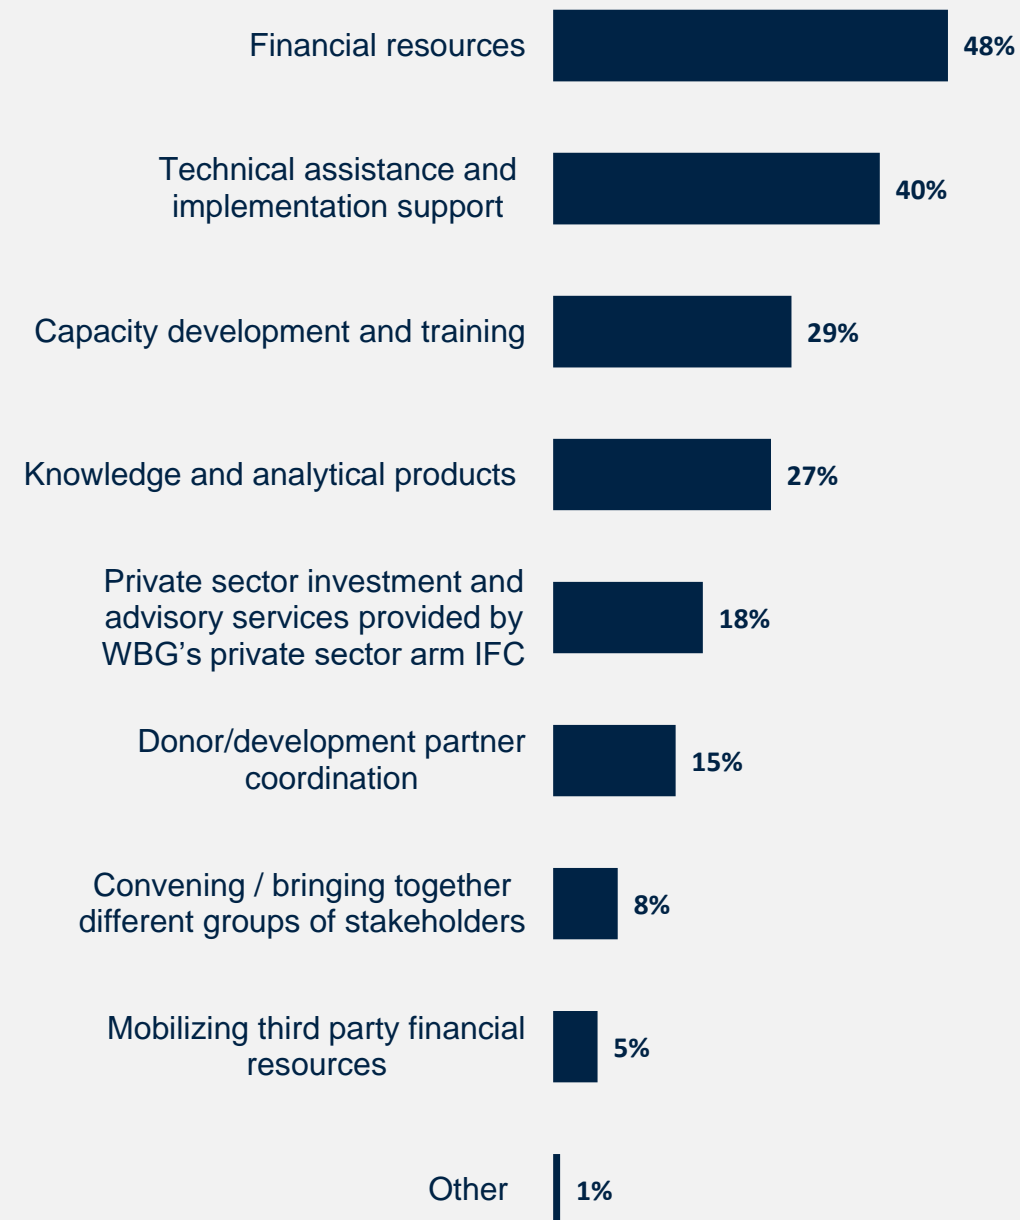 Financial resources 48%
Technical assistance and
implementation support 40%
Capacity development and training 29%
Knowledge and analytical products 27%
Private sector investment and
advisory services provided by 18%
WBG’s private sector arm IFC
Donor/development partner
coordination 15%
Convening / bringing together
different groups of stakeholders 8%
Mobilizing third party financial
resources 5%
Other 1%